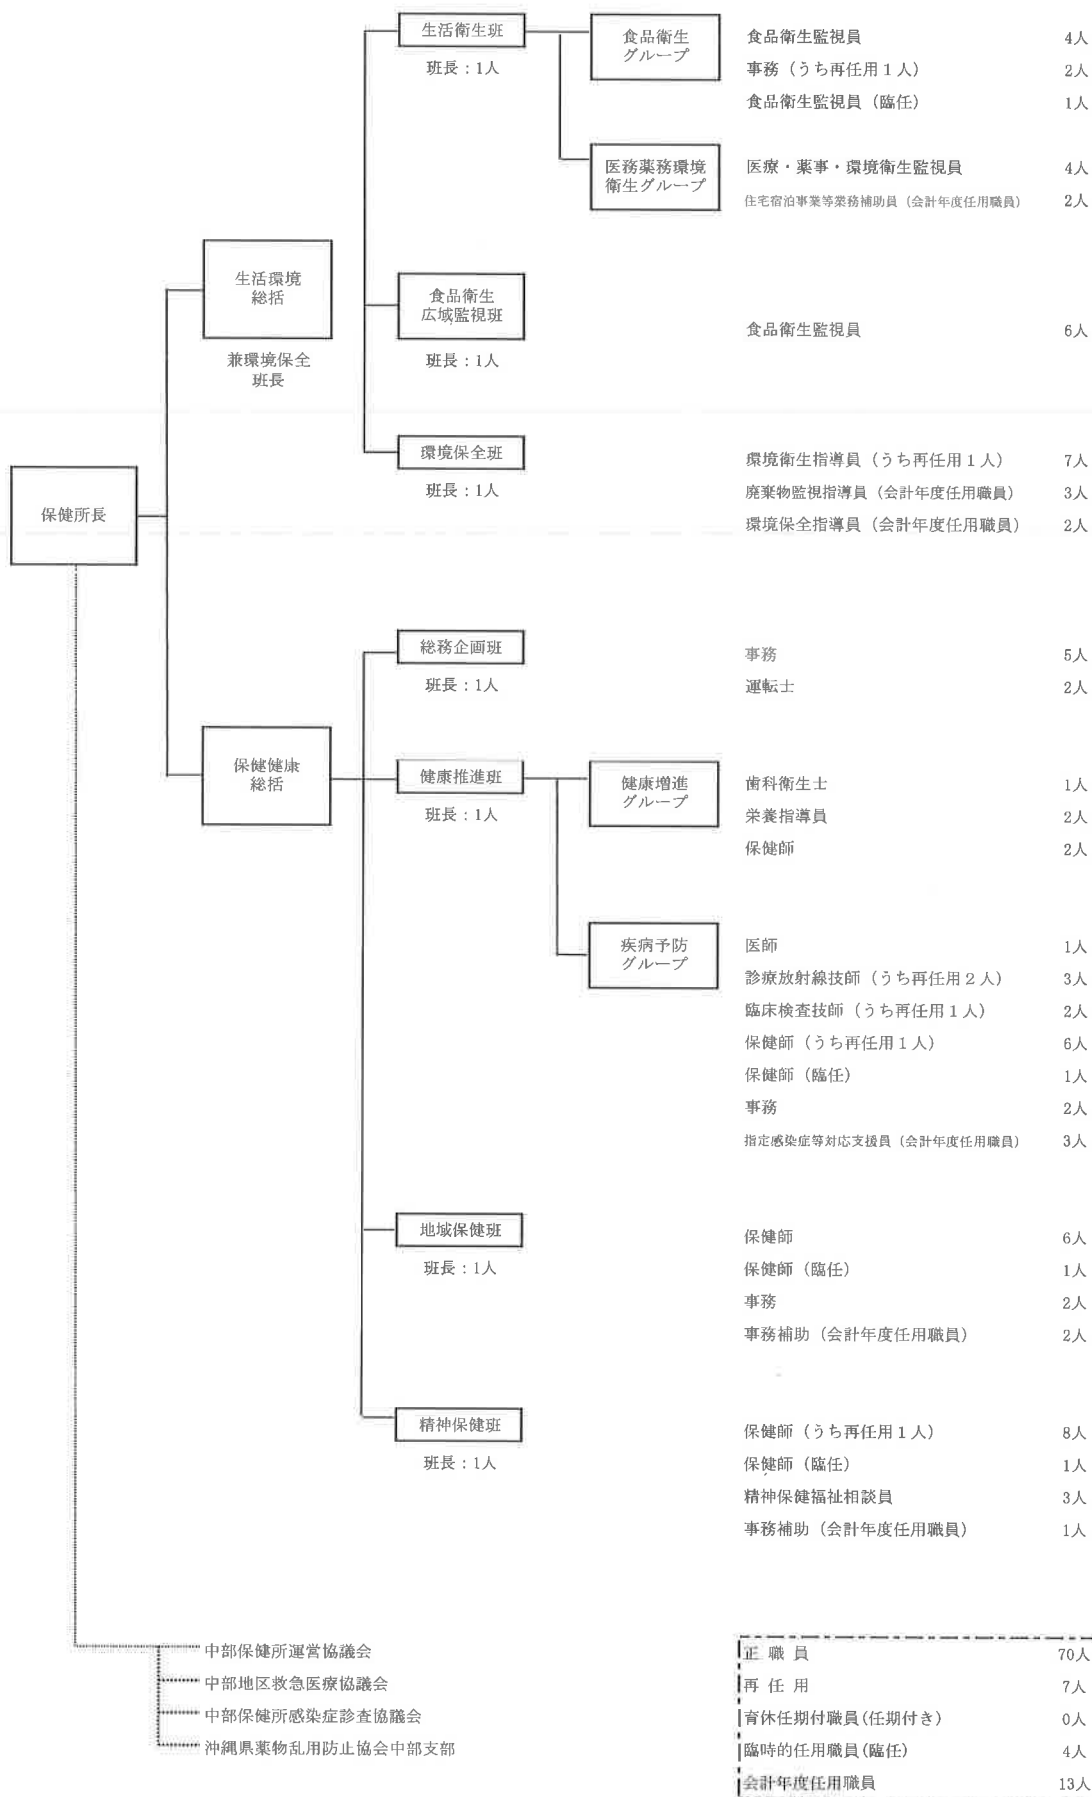 生活衛生班
班長：1人
食品衛生
グループ
食品衛生監視員 4人
事務（うち再任用１人） 2人
食品衛生監視員（臨任） 1人
医務薬務環境
衛生グループ
医療・薬事・環境衛生監視員 4人
住宅宿泊事業等業務補助員（会計年度任用職員） 2人
生活環境
総括
兼環境保全
班長
食品衛生
広域監視班
班長：1人
食品衛生監視員 6人
環境保全班
班長：1人
環境衛生指導員（うち再任用１人） 7人
廃棄物監視指導員（会計年度任用職員） 3人
環境保全指導員（会計年度任用職員） 2人
保健所長
総務企画班
班長：1人
事務 5人
運転士 2人
保健健康
総括
健康推進班
班長：1人
健康増進
グループ
歯科衛生士 1人
栄養指導員 2人
保健師 2人
疾病予防
グループ
医師 1人
診療放射線技師（うち再任用２人） 3人
臨床検査技師（うち再任用１人） 2人
保健師（うち再任用１人） 6人
保健師（臨任） 1人
事務 2人
指定感染症等対応支援員（会計年度任用職員） 3人
地域保健班
班長：1人
保健師 6人
保健師（臨任） 1人
事務 2人
事務補助（会計年度任用職員） 2人
精神保健班
班長：1人
保健師（うち再任用１人） 8人
保健師（臨任） 1人
精神保健福祉相談員 3人
事務補助（会計年度任用職員） 1人
中部保健所運営協議会
中部地区救急医療協議会
中部保健所感染症診査協議会
沖縄県薬物乱用防止協会中部支部
正 職 員 70人
再 任 用 7人
育休任期付職員(任期付き) 0人
臨時的任用職員(臨任) 4人
会計年度任用職員 13人